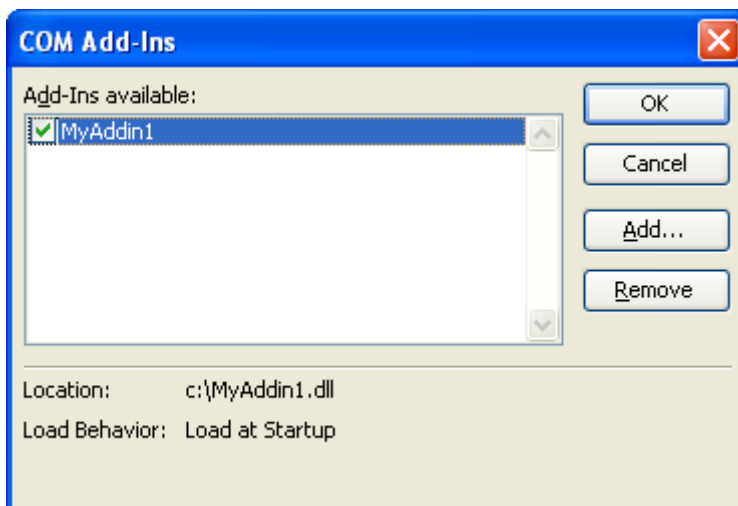 COM Add-Ins
Add-Ins available:
MyAddin1
OK
Cancel
Add...
Remove
Location: c:\MyAddin1.dll
Load Behavior: Load at Startup